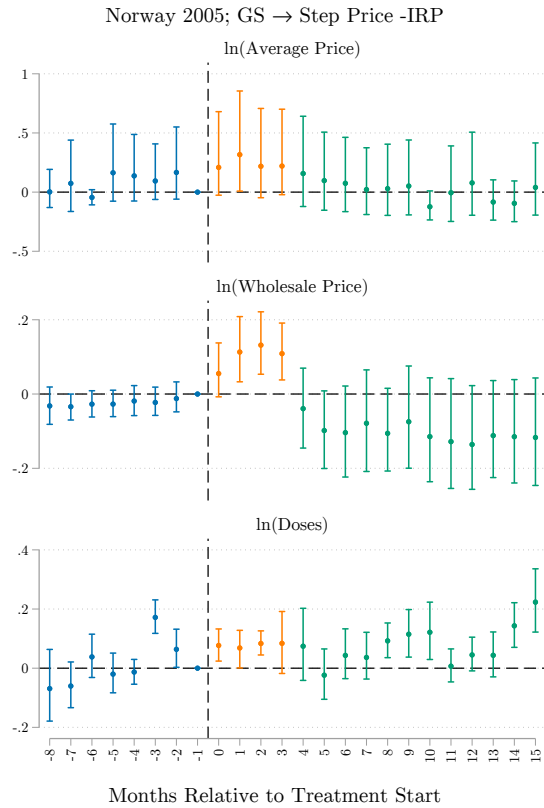 Norway 2005; GS → Step Price -IRP
ln(Average Price)
1
.5
0
-.5
ln(Wholesale Price)
.2
0
-.2
ln(Doses)
.4
.2
0
-.2
-8 -7 -6 -5 -4 -3 -2 -1 0 1 2 3 4 5 6 7 8 9 10 11 12 13 14 15
Months Relative to Treatment Start